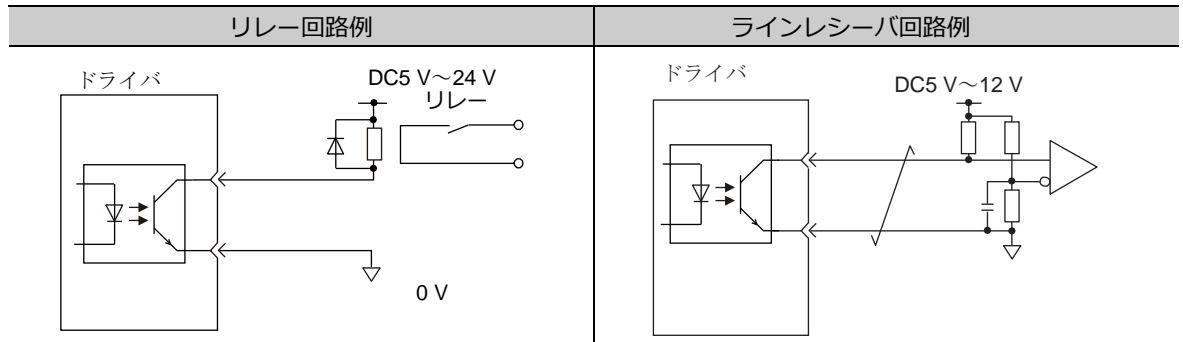 リレー回路例
ラインレシーバ回路例
ドライバ
DC5 V～24 V
リレー
0 V
ドライバ
DC5 V～12 V